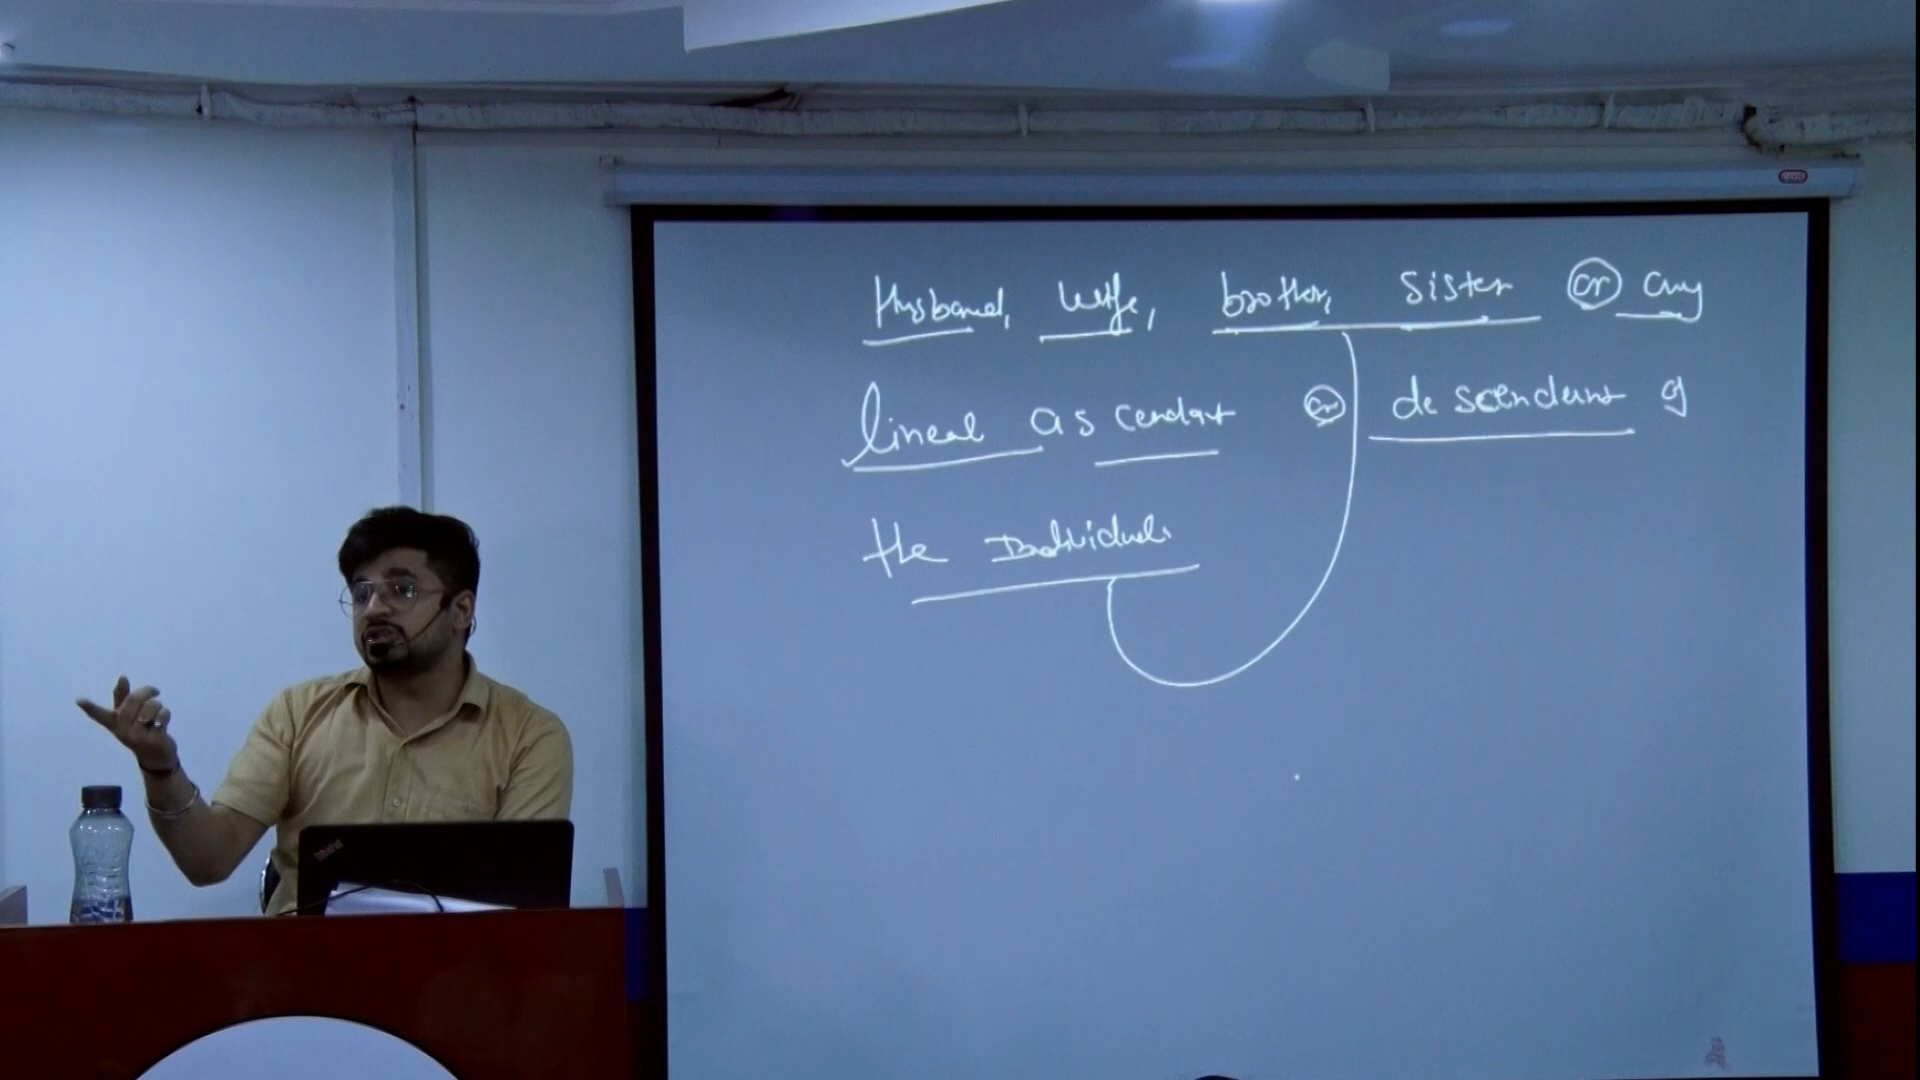 Husband, Wife, brother, Sister or any
lineal ascendant or descendant of
the Individual.